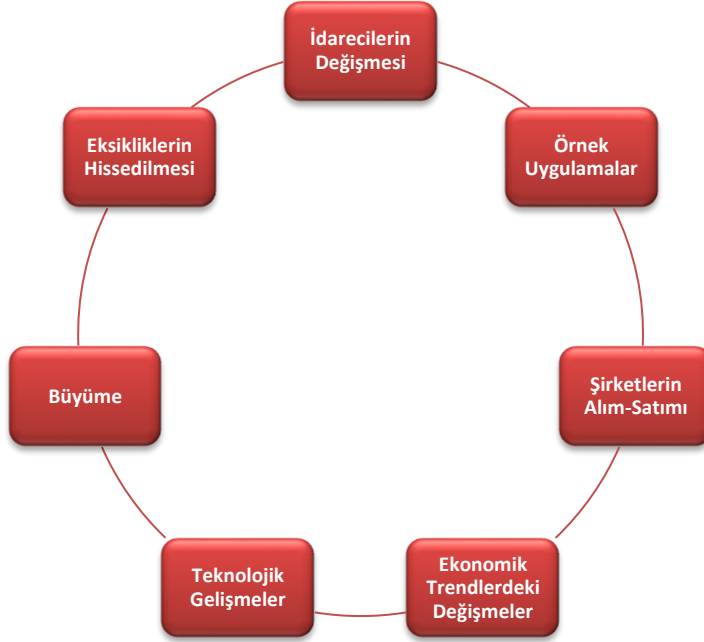 İdarecilerin
Değişmesi
Örnek
Uygulamalar
Şirketlerin
Alım-Satımı
Ekonomik
Trendlerdeki
Değişmeler
Teknolojik
Gelişmeler
Büyüme
Eksikliklerin
Hissedilmesi